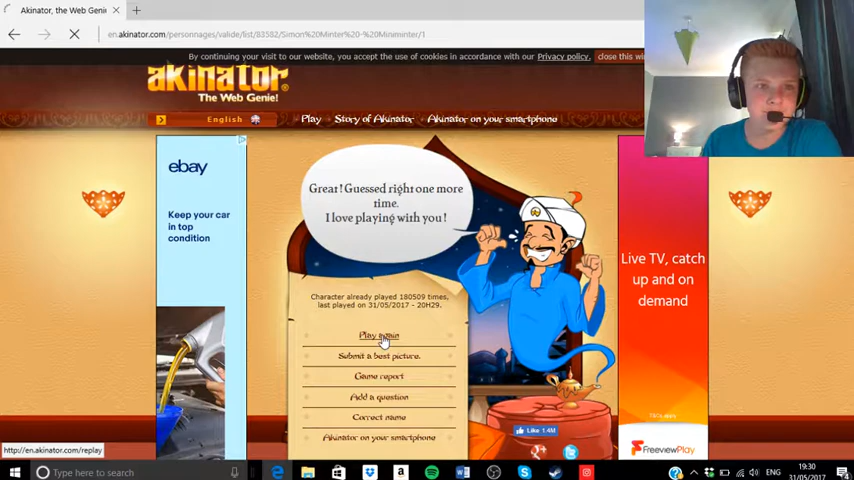 Akinator, the Web Genie
en.akinator.com/personnages/valide/list/83582/Simon%20Minter%20-%20Miniminter/1
By continuing your visit to our website, you accept the use of cookies in accordance with our Privacy policy.
close this wi
akinator
The Web Genie!
English
Play
Story of Akinator
Akinator on your smartphone
ebay
Keep your car
in top
condition
Great! Guessed right one more
time.
I love playing with you!
Live TV, catch
up and on
demand
Character already played 180509 times,
last played on 31/05/2017 - 20H29.
Play again
Submit a best picture.
Game report
Add a question
Correct name
Akinator on your smartphone
Like 1.4M
FreeviewPlay
http://en.akinator.com/replay
Type here to search
ENG
19:30
31/05/2017